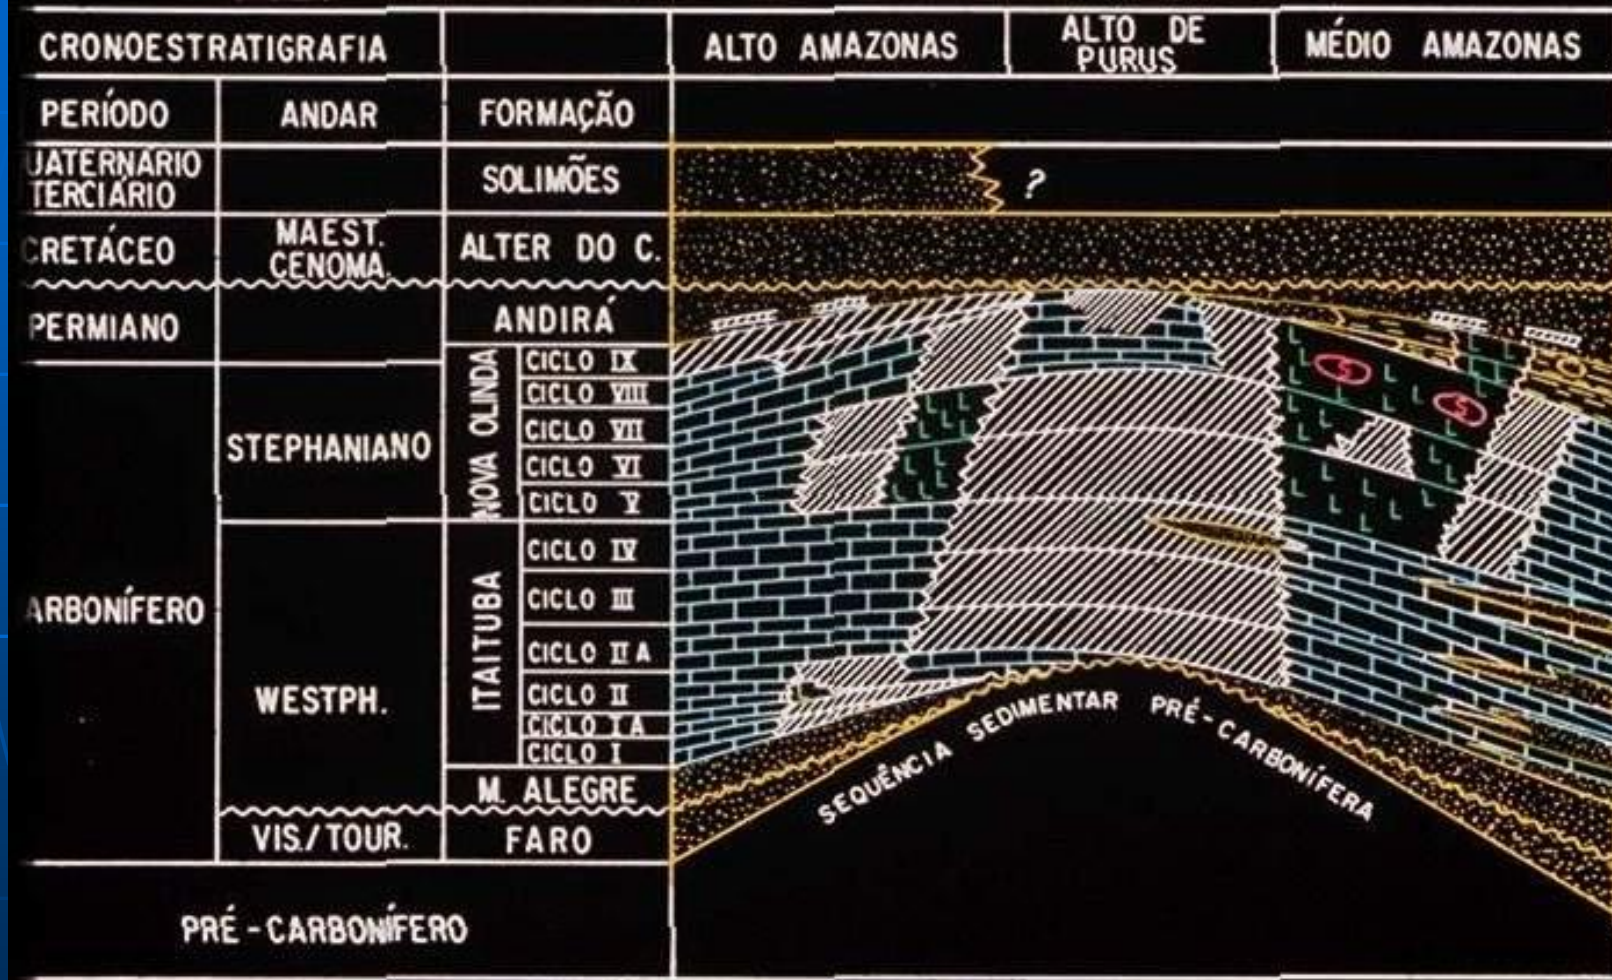 CRONOESTRATIGRAFIA
ALTO AMAZONAS
ALTO DE
PURUS
MÉDIO AMAZONAS
PERÍODO
ANDAR
FORMAÇÃO
UATERNÁRIO
TERCIÁRIO
SOLIMÕES
?
CRETÁCEO
MAEST.
CENOMA.
ALTER DO C.
PERMIANO
ANDIRÁ
ARBONÍFERO
STEPHANIANO
NOVA OLINDA
CICLO IX
CICLO VIII
CICLO VII
CICLO VI
CICLO V
WESTPH.
ITAITUBA
CICLO IV
CICLO III
CICLO II A
CICLO II
CICLO I A
CICLO I
M. ALEGRE
VIS./TOUR.
FARO
S
S
SEQUÊNCIA SEDIMENTAR PRÉ-CARBONÍFERA
PRÉ-CARBONÍFERO